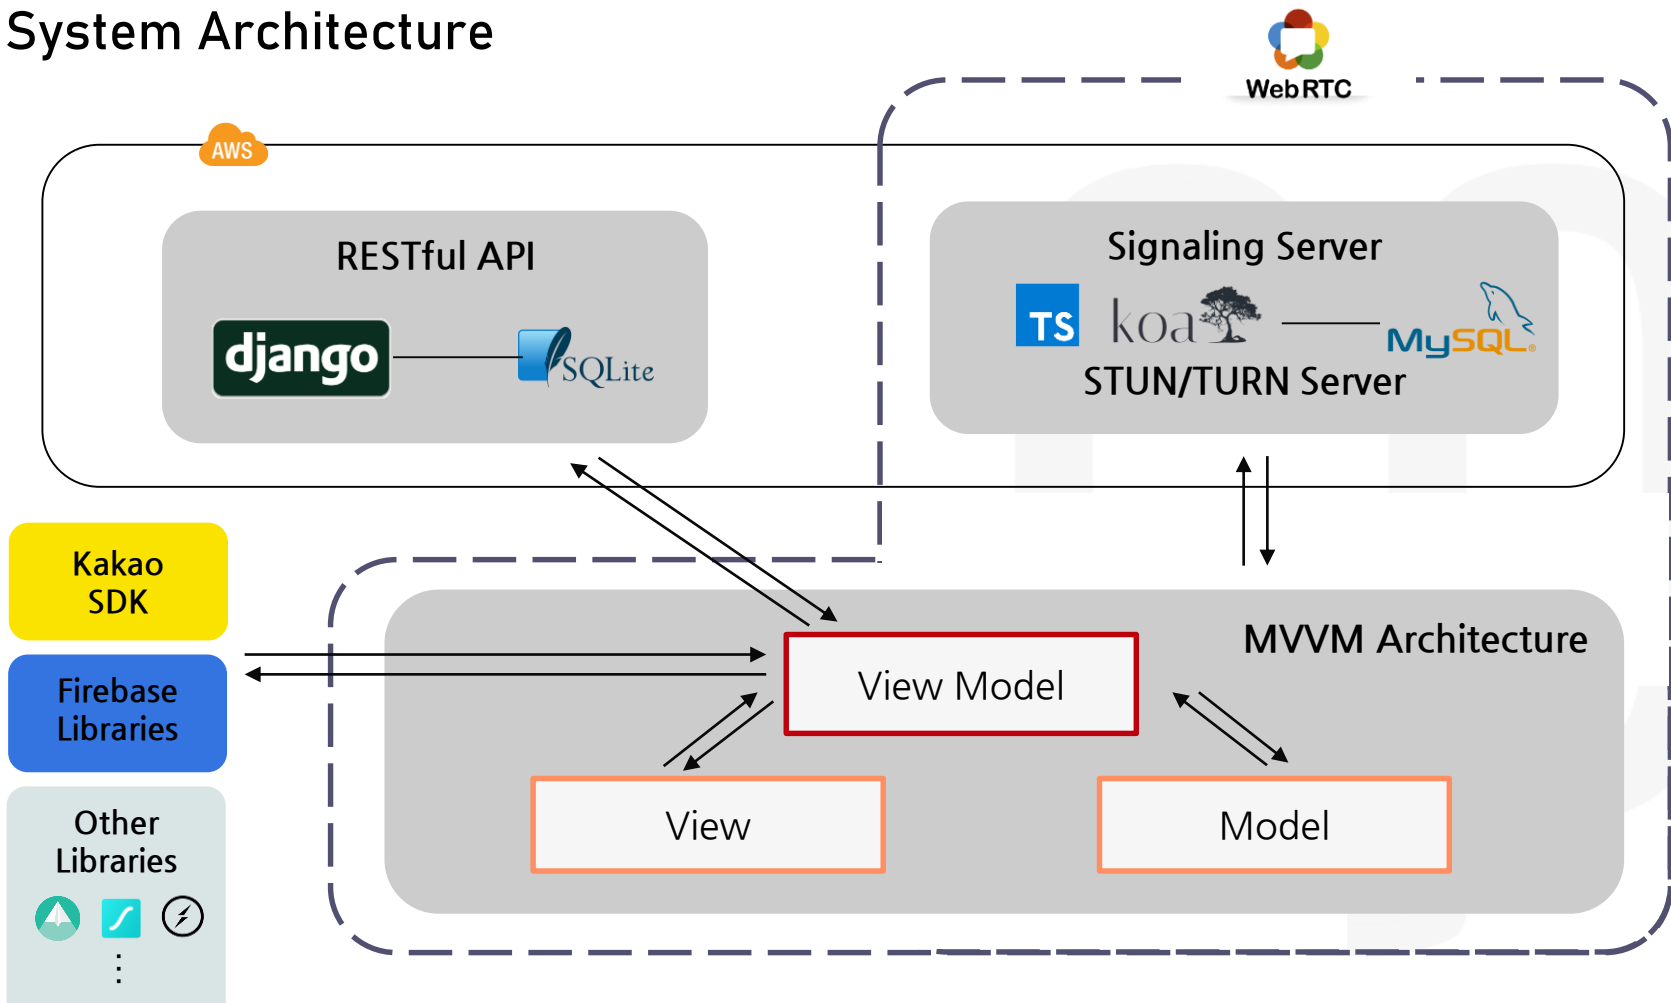 System Architecture
WebRTC
AWS
RESTful API
django
SQLite
Signaling Server
TS
koa
MySQL®
STUN/TURN Server
Kakao
SDK
Firebase
Libraries
Other
Libraries
MVVM Architecture
View Model
View
Model